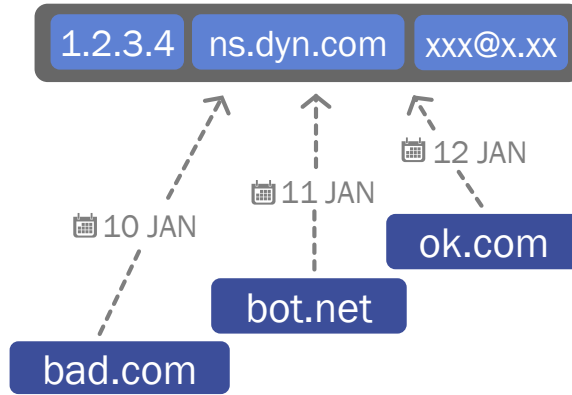 1.2.3.4 ns.dyn.com xxx@x.xx
12 JAN
11 JAN
10 JAN
ok.com
bot.net
bad.com